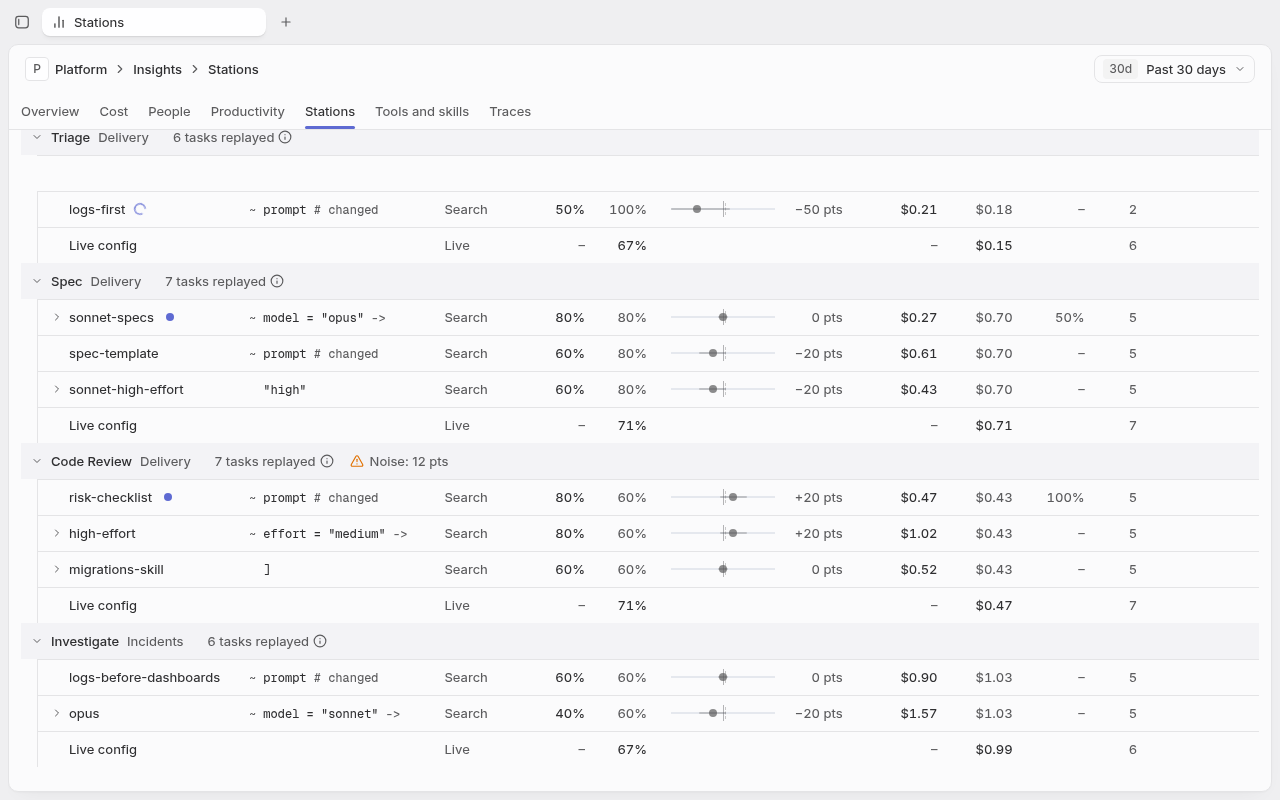 Stations
P Platform Insights Stations
30d Past 30 days
Overview Cost People Productivity Stations Tools and skills Traces
Triage Delivery 6 tasks replayed
logs-first ~ prompt # changed Search 50% 100% −50 pts $0.21 $0.18 – 2
Live config Live – 67% – $0.15 6
Spec Delivery 7 tasks replayed
sonnet-specs ~ model = "opus" -> Search 80% 80% 0 pts $0.27 $0.70 50% 5
spec-template ~ prompt # changed Search 60% 80% −20 pts $0.61 $0.70 – 5
sonnet-high-effort "high" Search 60% 80% −20 pts $0.43 $0.70 – 5
Live config Live – 71% – $0.71 7
Code Review Delivery 7 tasks replayed Noise: 12 pts
risk-checklist ~ prompt # changed Search 80% 60% +20 pts $0.47 $0.43 100% 5
high-effort ~ effort = "medium" -> Search 80% 60% +20 pts $1.02 $0.43 – 5
migrations-skill ] Search 60% 60% 0 pts $0.52 $0.43 – 5
Live config Live – 71% – $0.47 7
Investigate Incidents 6 tasks replayed
logs-before-dashboards ~ prompt # changed Search 60% 60% 0 pts $0.90 $1.03 – 5
opus ~ model = "sonnet" -> Search 40% 60% −20 pts $1.57 $1.03 – 5
Live config Live – 67% – $0.99 6